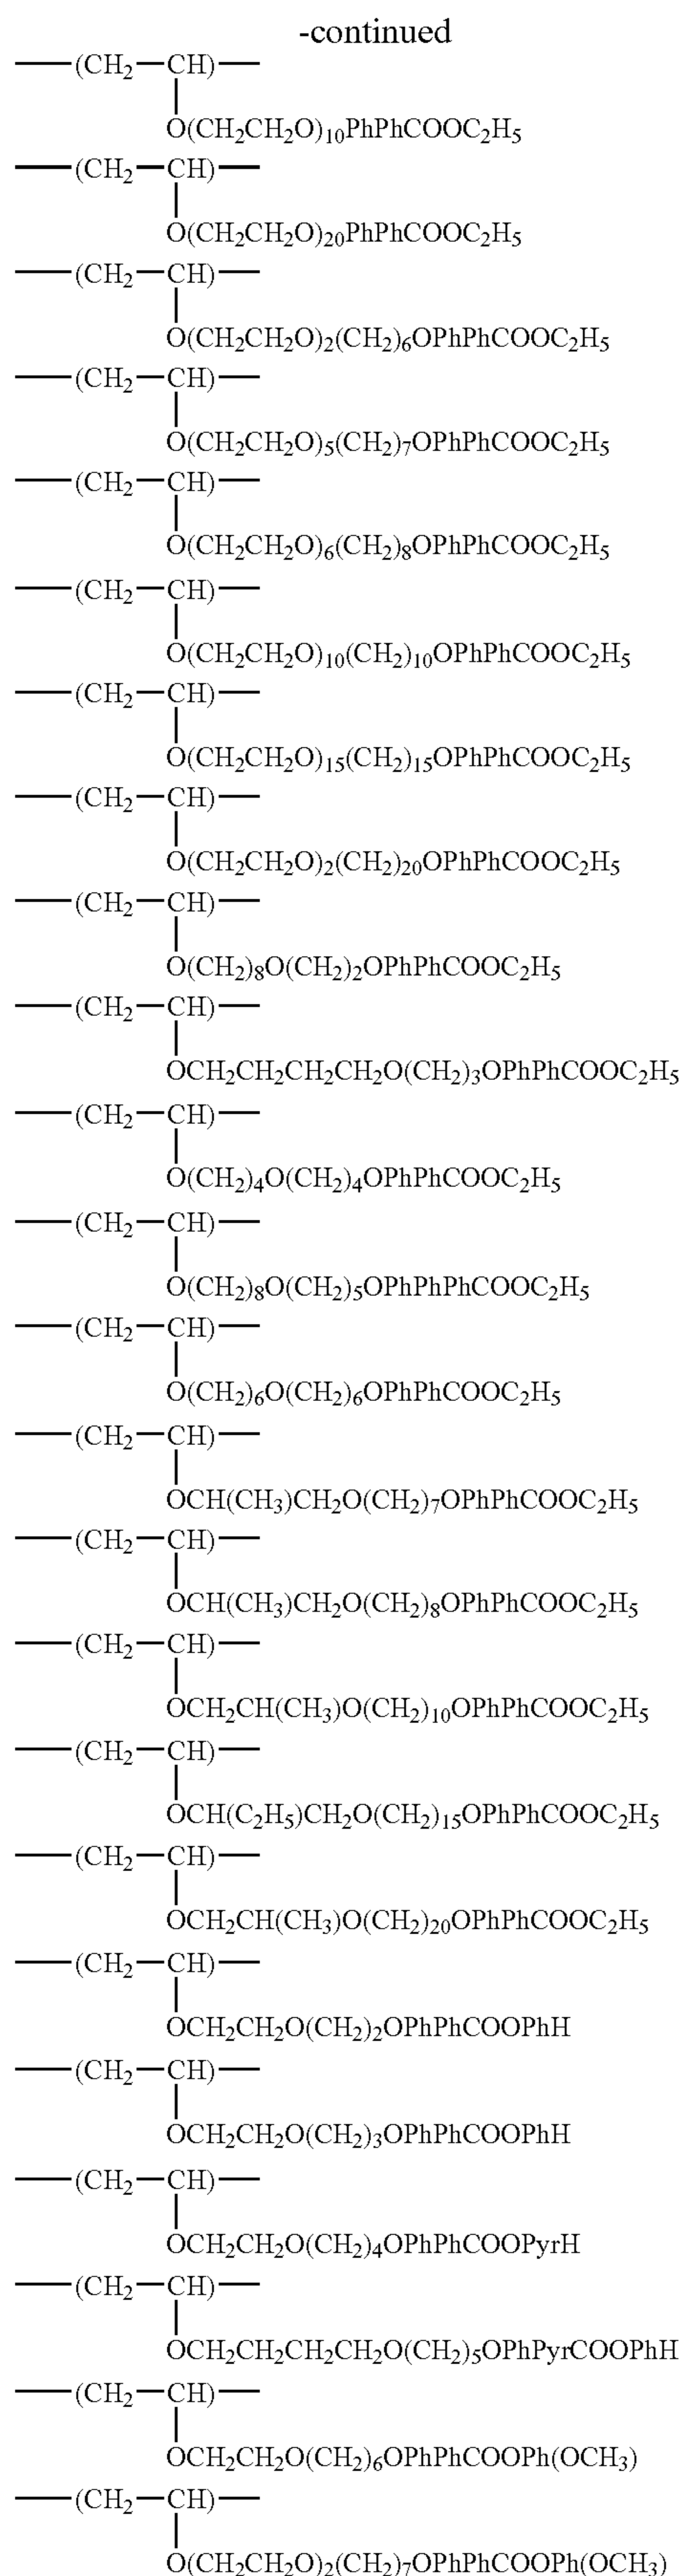 -continued
—(CH₂—CH)—
O(CH₂CH₂O)₁₀PhPhCOOC₂H₅
—(CH₂—CH)—
O(CH₂CH₂O)₂₀PhPhCOOC₂H₅
—(CH₂—CH)—
O(CH₂CH₂O)₂(CH₂)₆OPhPhCOOC₂H₅
—(CH₂—CH)—
O(CH₂CH₂O)₅(CH₂)₇OPhPhCOOC₂H₅
—(CH₂—CH)—
O(CH₂CH₂O)₆(CH₂)₈OPhPhCOOC₂H₅
—(CH₂—CH)—
O(CH₂CH₂O)₁₀(CH₂)₁₀OPhPhCOOC₂H₅
—(CH₂—CH)—
O(CH₂CH₂O)₁₅(CH₂)₁₅OPhPhCOOC₂H₅
—(CH₂—CH)—
O(CH₂CH₂O)₂(CH₂)₂₀OPhPhCOOC₂H₅
—(CH₂—CH)—
O(CH₂)₈O(CH₂)₂OPhPhCOOC₂H₅
—(CH₂—CH)—
OCH₂CH₂CH₂CH₂O(CH₂)₃OPhPhCOOC₂H₅
—(CH₂—CH)—
O(CH₂)₄O(CH₂)₄OPhPhCOOC₂H₅
—(CH₂—CH)—
O(CH₂)₈O(CH₂)₅OPhPhPhCOOC₂H₅
—(CH₂—CH)—
O(CH₂)₆O(CH₂)₆OPhPhCOOC₂H₅
—(CH₂—CH)—
OCH(CH₃)CH₂O(CH₂)₇OPhPhCOOC₂H₅
—(CH₂—CH)—
OCH(CH₃)CH₂O(CH₂)₈OPhPhCOOC₂H₅
—(CH₂—CH)—
OCH₂CH(CH₃)O(CH₂)₁₀OPhPhCOOC₂H₅
—(CH₂—CH)—
OCH(C₂H₅)CH₂O(CH₂)₁₅OPhPhCOOC₂H₅
—(CH₂—CH)—
OCH₂CH(CH₃)O(CH₂)₂₀OPhPhCOOC₂H₅
—(CH₂—CH)—
OCH₂CH₂O(CH₂)₂OPhPhCOOPhH
—(CH₂—CH)—
OCH₂CH₂O(CH₂)₃OPhPhCOOPhH
—(CH₂—CH)—
OCH₂CH₂O(CH₂)₄OPhPhCOOPyrH
—(CH₂—CH)—
OCH₂CH₂CH₂CH₂O(CH₂)₅OPhPyrCOOPhH
—(CH₂—CH)—
OCH₂CH₂O(CH₂)₆OPhPhCOOPh(OCH₃)
—(CH₂—CH)—
O(CH₂CH₂O)₂(CH₂)₇OPhPhCOOPh(OCH₃)